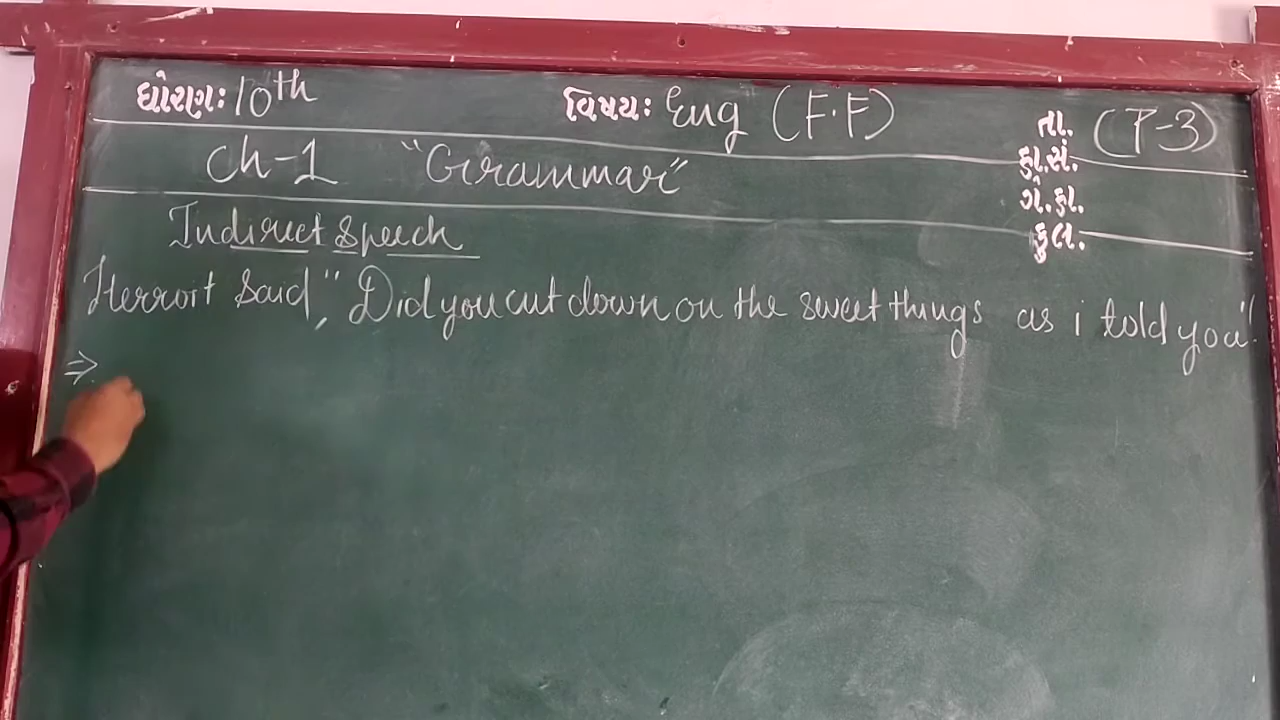 ધોરણ: 10th વિષય: Eng (F.F) તા. (P-3)
Ch-1 "Grammar" ફા.સં.
ગે.હા.
Indirect Speech કુલ.
Herroit Said, "Did you cut down on the sweet things as i told you".
⇒